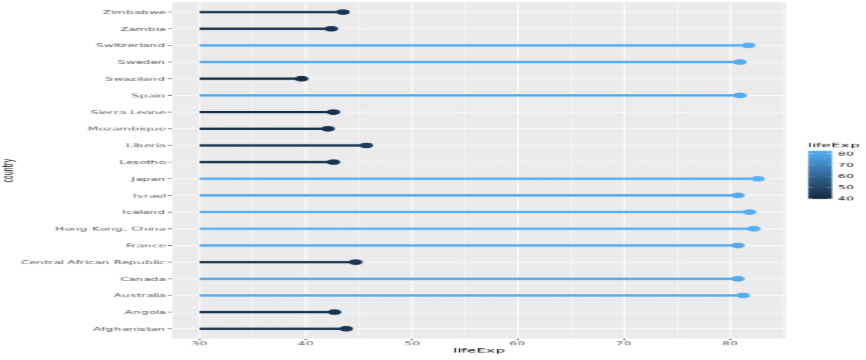 Zimbabwe
Zambia
Switzerland
Sweden
Swaziland
Spain
Sierra Leone
Mozambique
Liberia
Lesotho
Japan
Israel
Iceland
Hong Kong, China
France
Central African Republic
Canada
Australia
Angola
Afghanistan
country
30 40 50 60 70 80
lifeExp
lifeExp
80
70
60
50
40